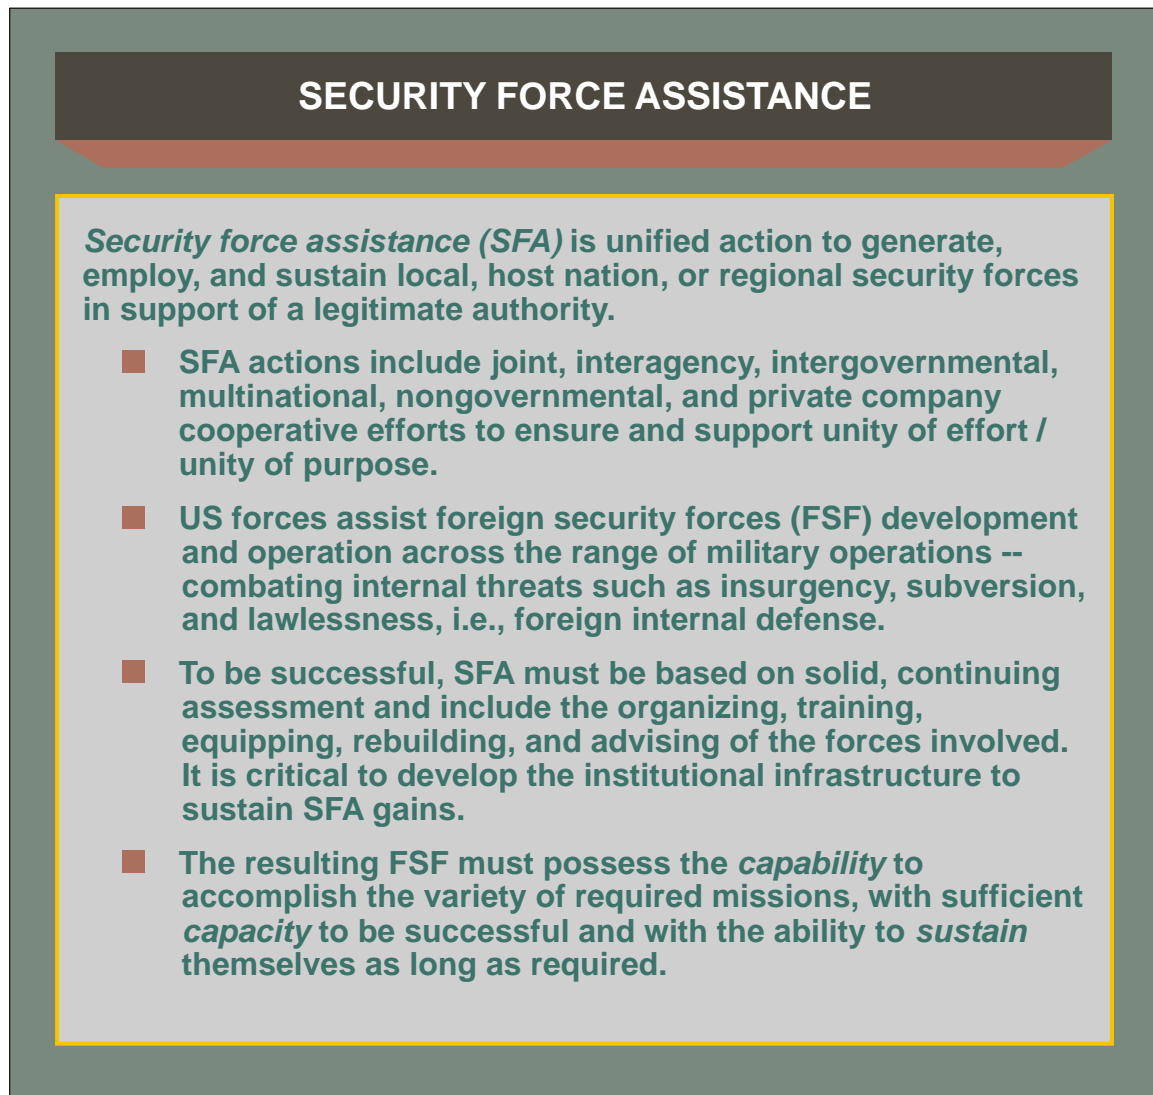 SECURITY FORCE ASSISTANCE
Security force assistance (SFA) is unified action to generate,
employ, and sustain local, host nation, or regional security forces
in support of a legitimate authority.
SFA actions include joint, interagency, intergovernmental,
multinational, nongovernmental, and private company
cooperative efforts to ensure and support unity of effort /
unity of purpose.
US forces assist foreign security forces (FSF) development
and operation across the range of military operations --
combating internal threats such as insurgency, subversion,
and lawlessness, i.e., foreign internal defense.
To be successful, SFA must be based on solid, continuing
assessment and include the organizing, training,
equipping, rebuilding, and advising of the forces involved.
It is critical to develop the institutional infrastructure to
sustain SFA gains.
The resulting FSF must possess the capability to
accomplish the variety of required missions, with sufficient
capacity to be successful and with the ability to sustain
themselves as long as required.